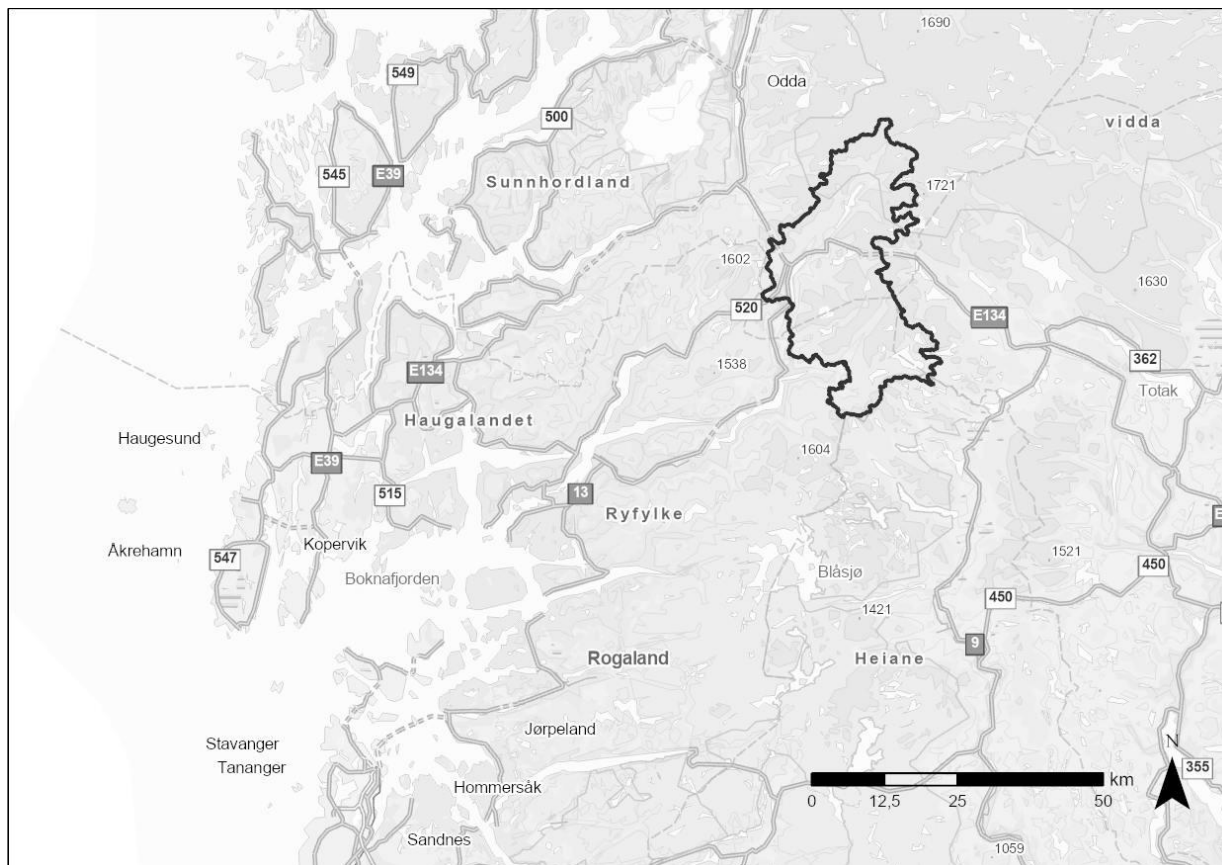 1690
549
Odda
500
vidda
545
E39
Sunnhordland
1721
1602
1630
520
E134
362
1538
E134
Totak
Haugalandet
Haugesund
1604
E39
515
13
Ryfylke
Åkrehamn
547
Kopervik
Boknafjorden
Blåsjø
1521
450
450
1421
9
Rogaland
Heiane
Jørpeland
Stavanger
Tananger
N
355
Hommersåk
km
0
12,5
25
50
Sandnes
1059